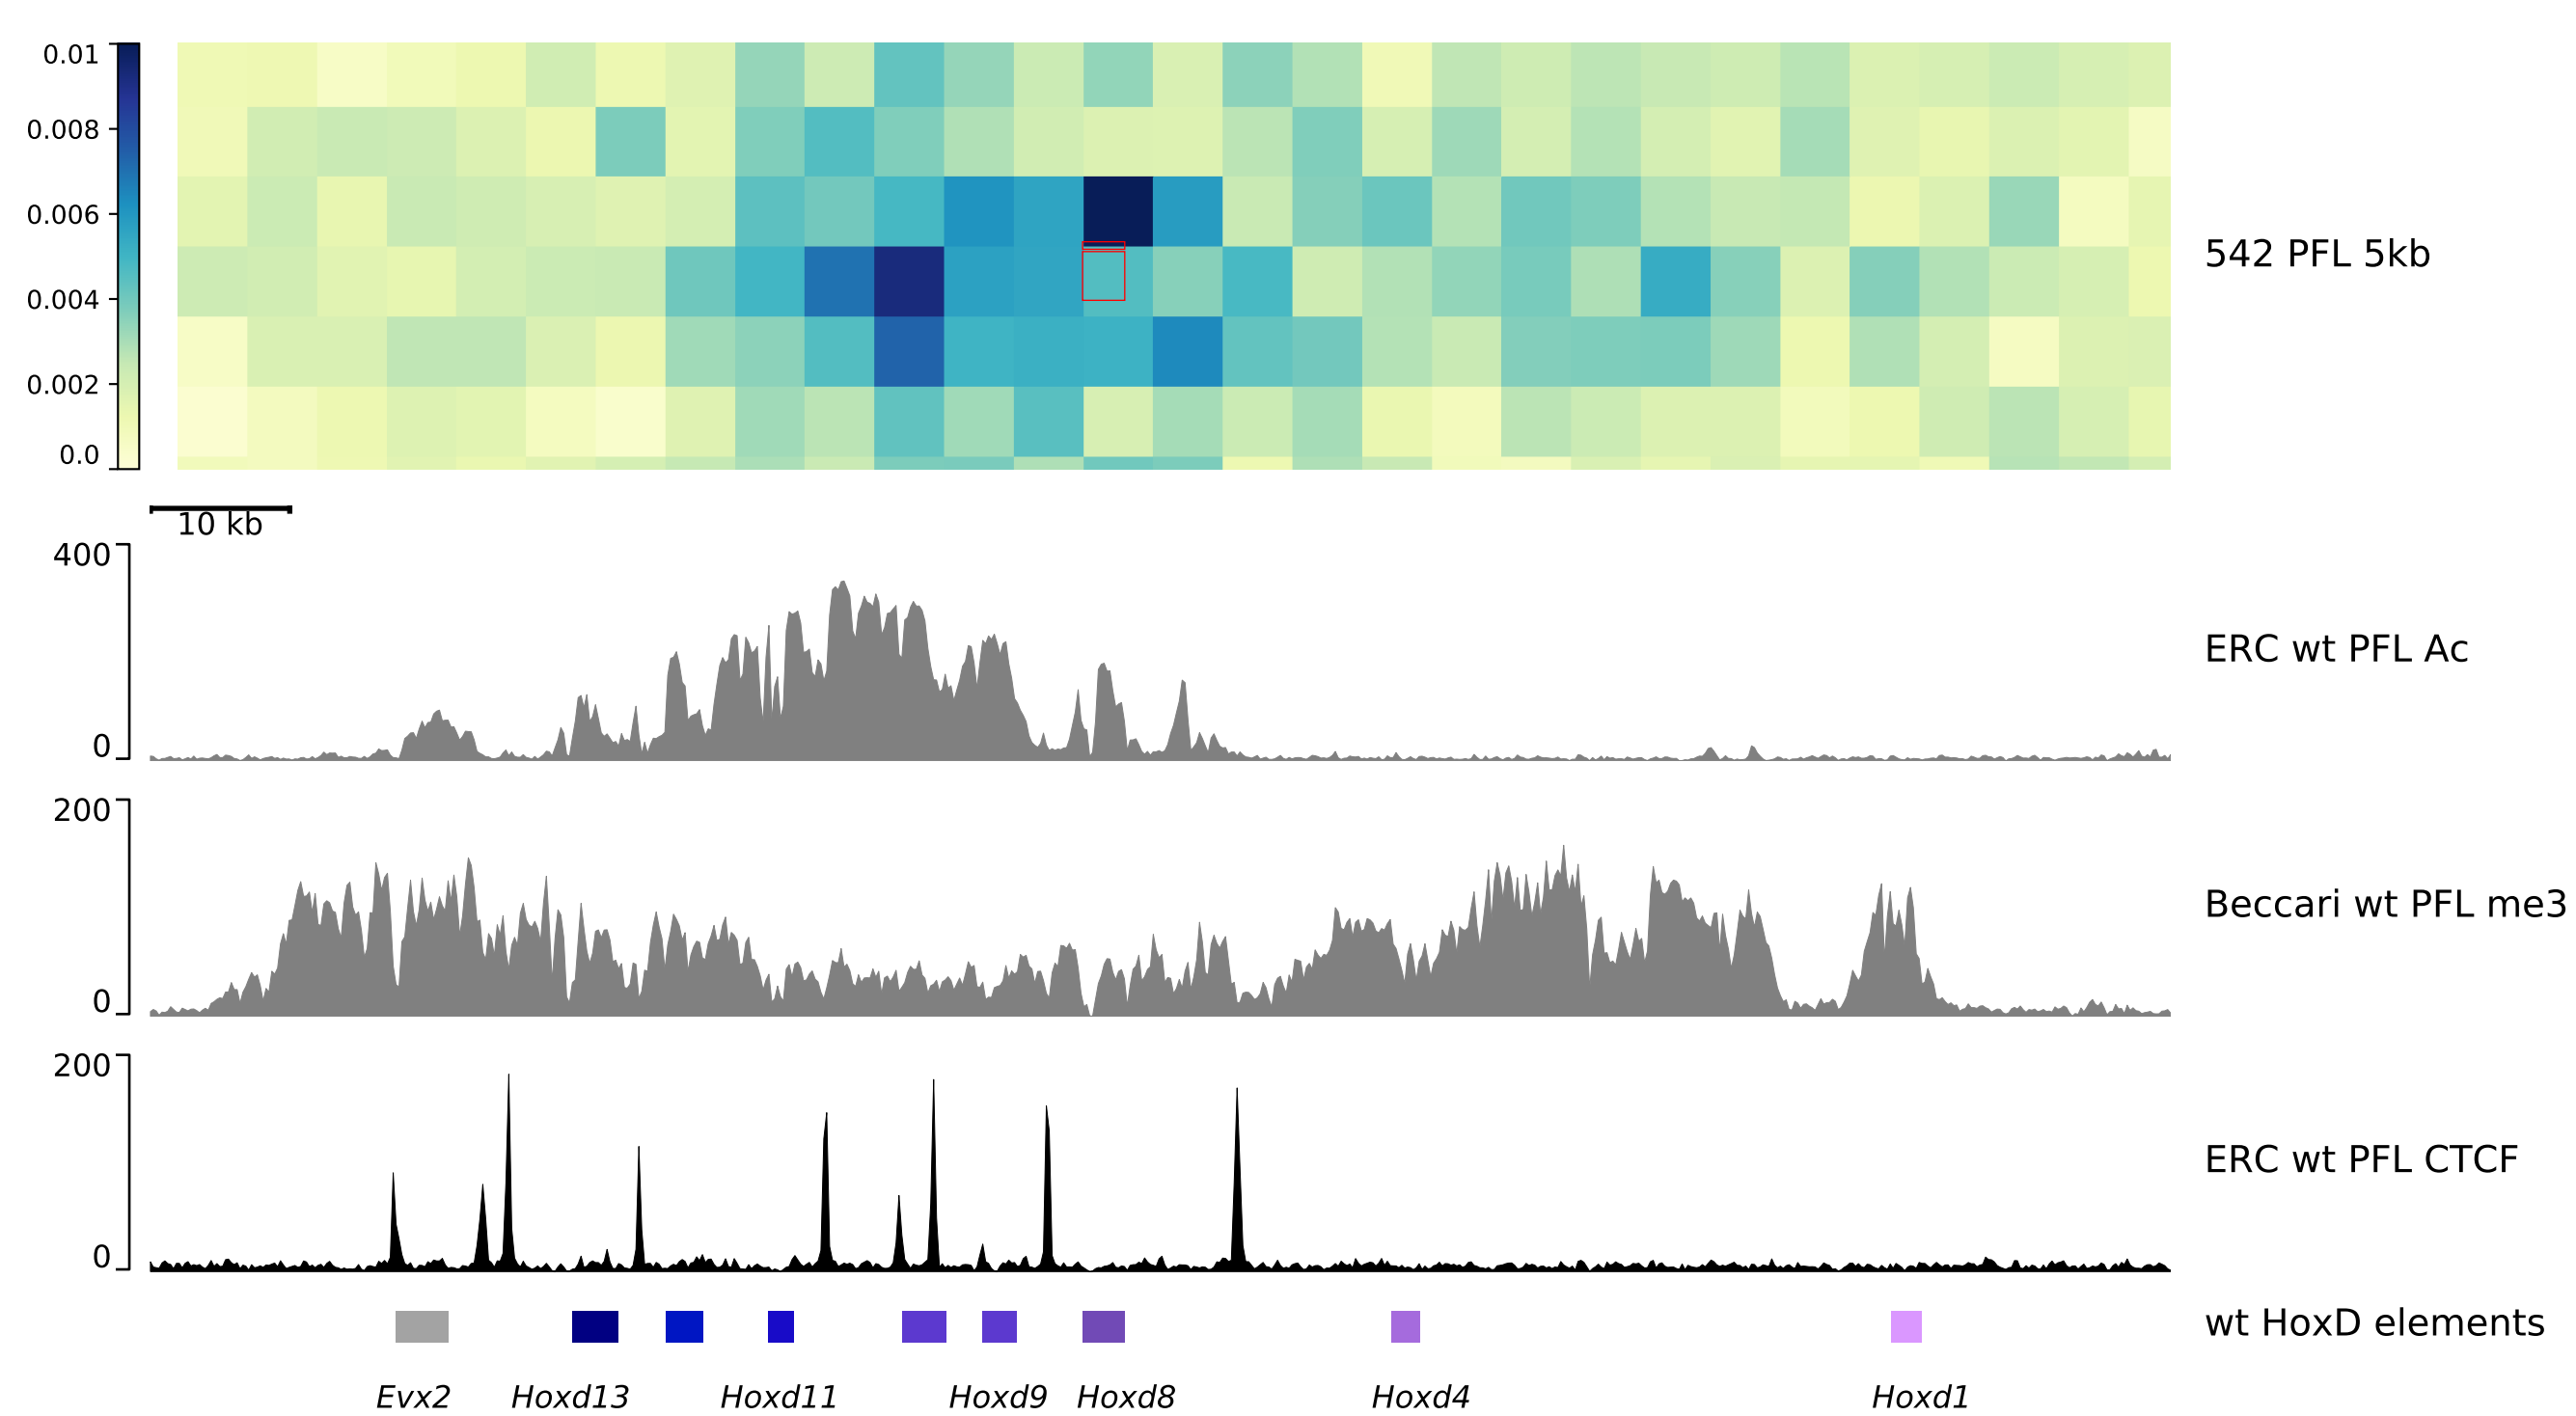 0.01
0.008
0.006
0.004
0.002
0.0
542 PFL 5kb
10 kb
400
0
ERC wt PFL Ac
200
0
Beccari wt PFL me3
200
0
ERC wt PFL CTCF
wt HoxD elements
Evx2 Hoxd13 Hoxd11 Hoxd9 Hoxd8 Hoxd4 Hoxd1